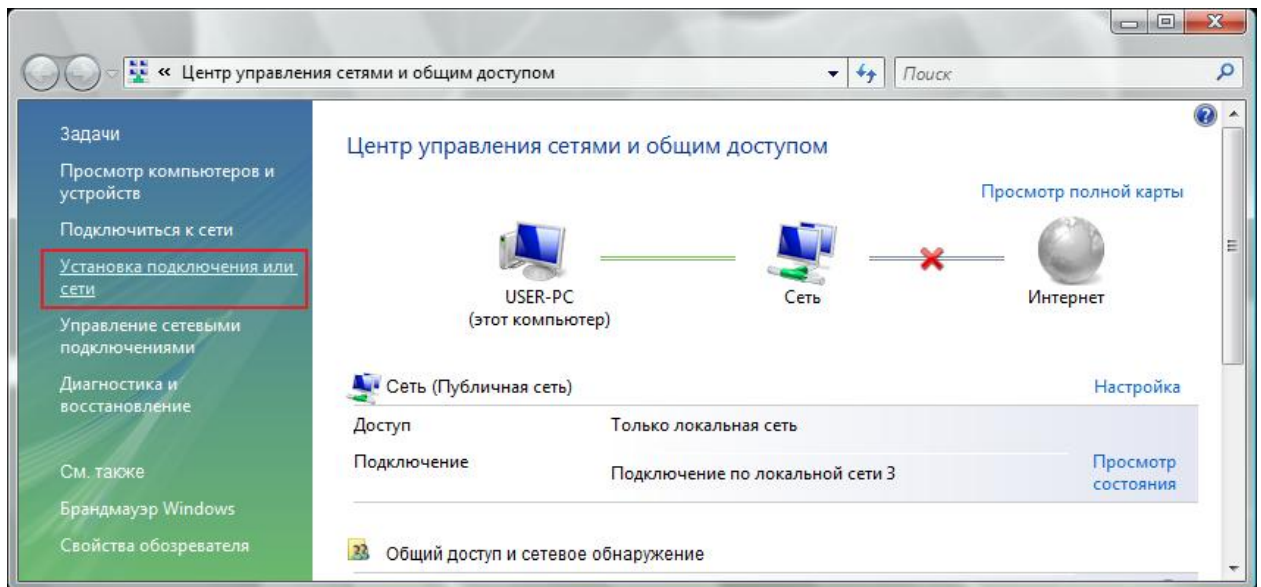 « Центр управления сетями и общим доступом
Поиск
Задачи
Просмотр компьютеров и
устройств
Подключиться к сети
Установка подключения или
сети
Управление сетевыми
подключениями
Диагностика и
восстановление
См. также
Брандмауэр Windows
Свойства обозревателя
Центр управления сетями и общим доступом
Просмотр полной карты
USER-PC
(этот компьютер)
Сеть
Интернет
Сеть (Публичная сеть)
Настройка
Доступ
Только локальная сеть
Подключение
Подключение по локальной сети 3
Просмотр
состояния
Общий доступ и сетевое обнаружение